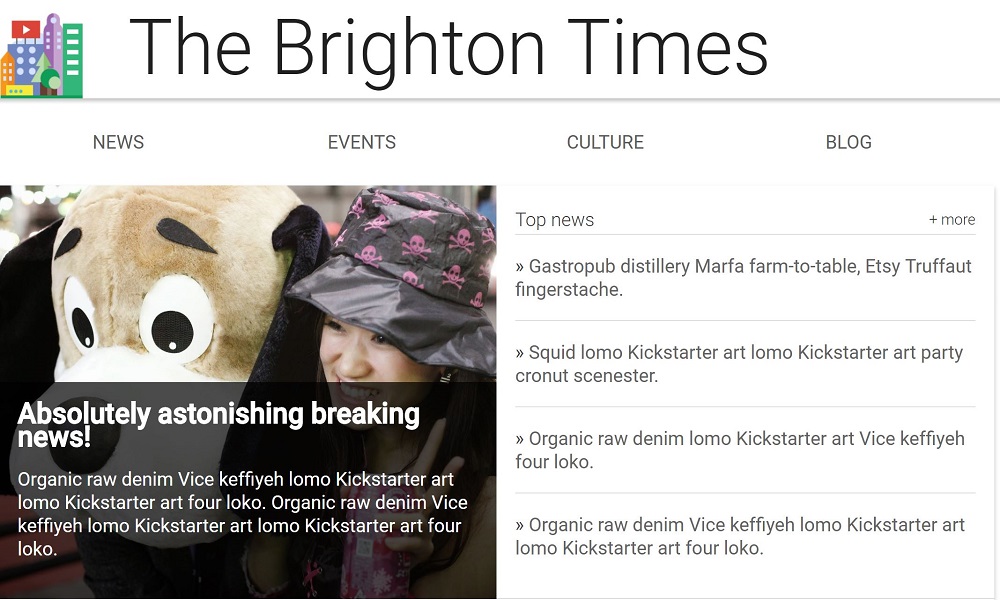 The Brighton Times
NEWS EVENTS CULTURE BLOG
Absolutely astonishing breaking
news!
Organic raw denim Vice keffiyeh lomo Kickstarter art
lomo Kickstarter art four loko. Organic raw denim Vice
keffiyeh lomo Kickstarter art lomo Kickstarter art four
loko.
Top news + more
» Gastropub distillery Marfa farm-to-table, Etsy Truffaut
fingerstache.
» Squid lomo Kickstarter art lomo Kickstarter art party
cronut scenester.
» Organic raw denim lomo Kickstarter art Vice keffiyeh
four loko.
» Organic raw denim Vice keffiyeh lomo Kickstarter art
lomo Kickstarter art four loko.